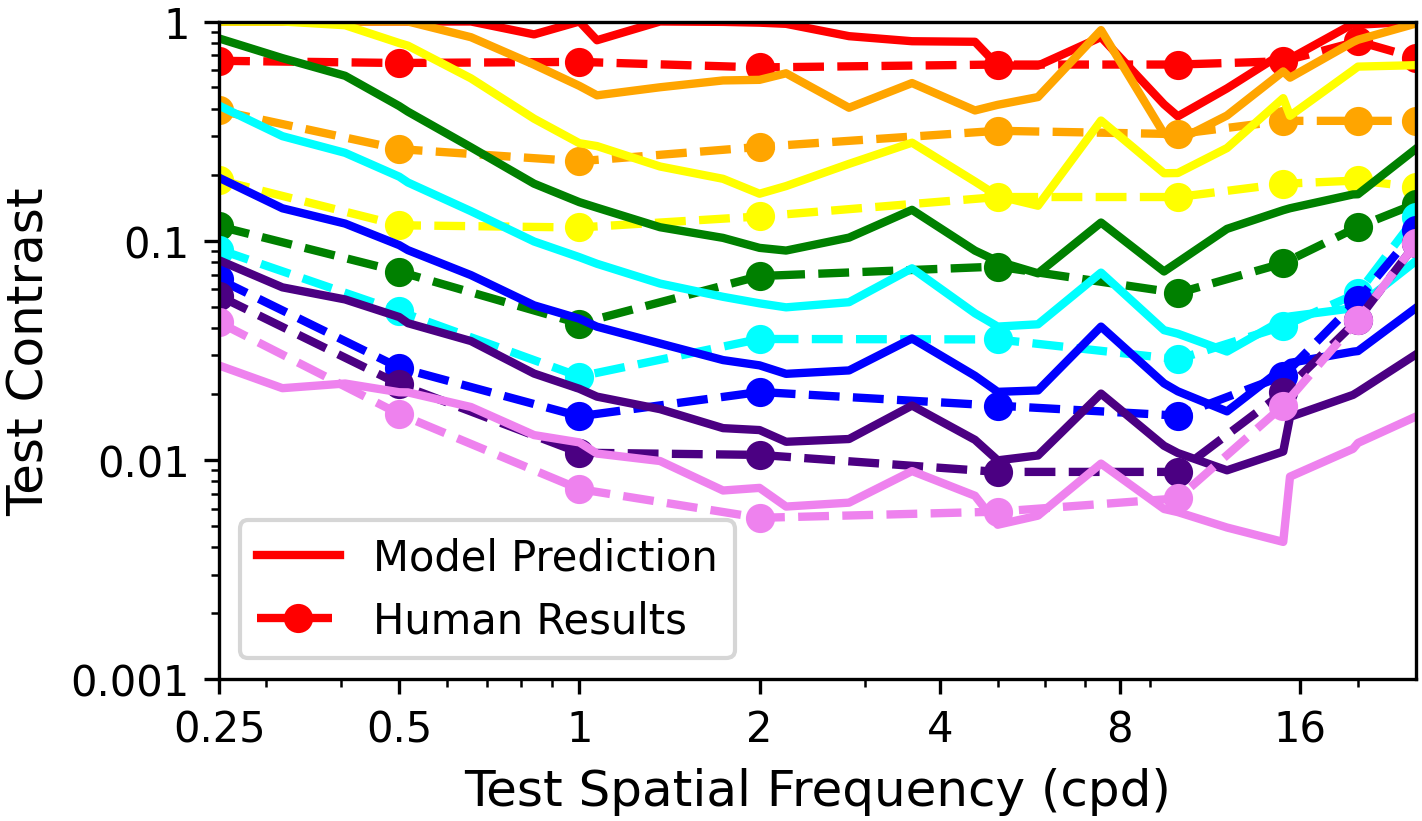 1
0.1
0.01
0.001
Test Contrast
Model Prediction
Human Results
0.25 0.5 1 2 4 8 16
Test Spatial Frequency (cpd)